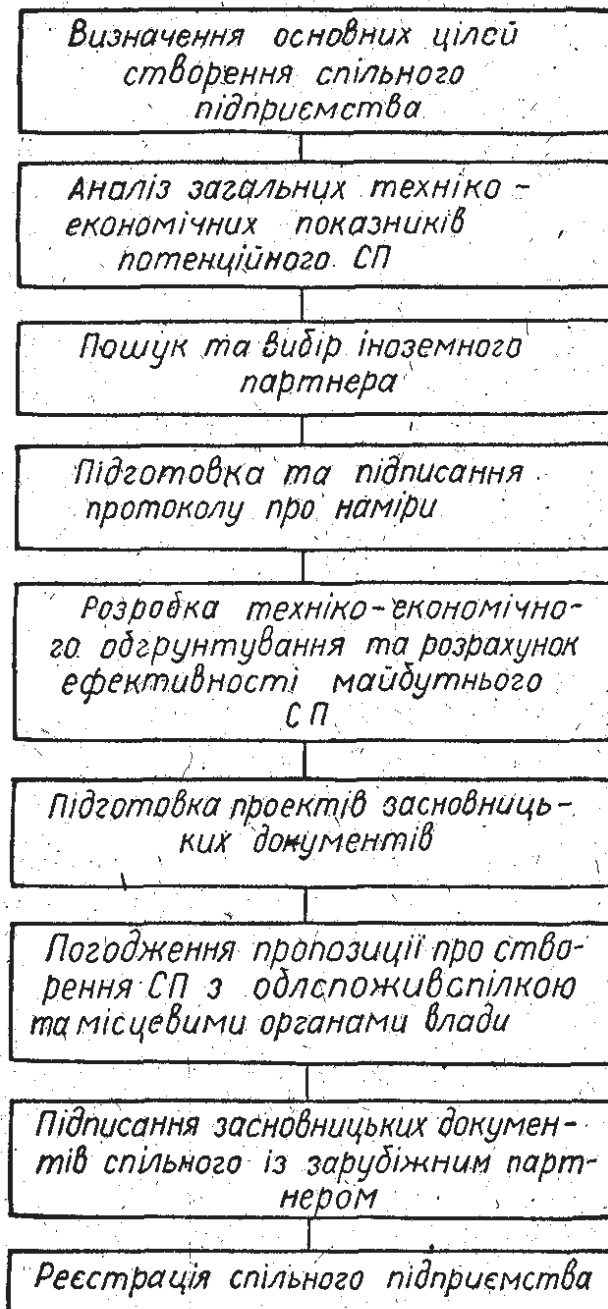 Визначення основних цілей
створення спільного
підприємства
Аналіз загальних техніко-
економічних показників
потенційного СП
Пошук та вибір іноземного
партнера
Підготовка та підписання
протоколу про наміри
Розробка техніко-економічно-
го обгрунтування та розрахунок
ефективності майбутнього
СП
Підготовка проектів засновниць-
ких документів
Погодження пропозиції про ство-
рення СП з облспоживспілкою
та місцевими органами влади
Підписання засновницьких докумен-
тів спільного із зарубіжним парт-
нером
Реєстрація спільного підприємства